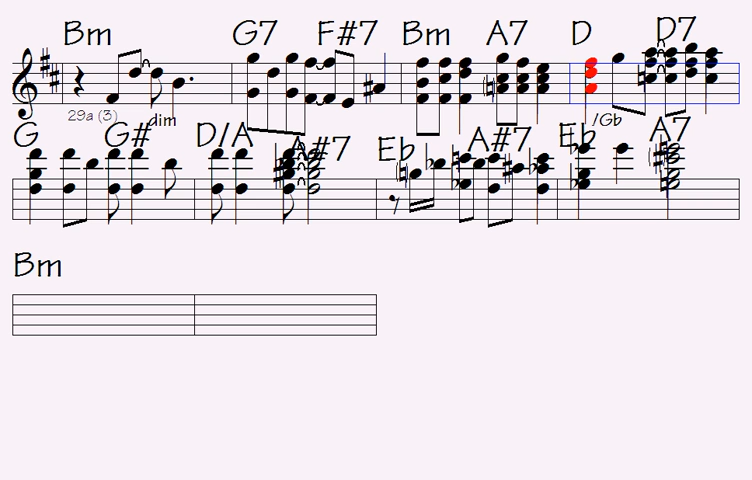 Bm G7 F#7 Bm A7 D D7
29a (3) dim /Gb
G G# D/A A#7 Eb A#7 Eb A7
Bm